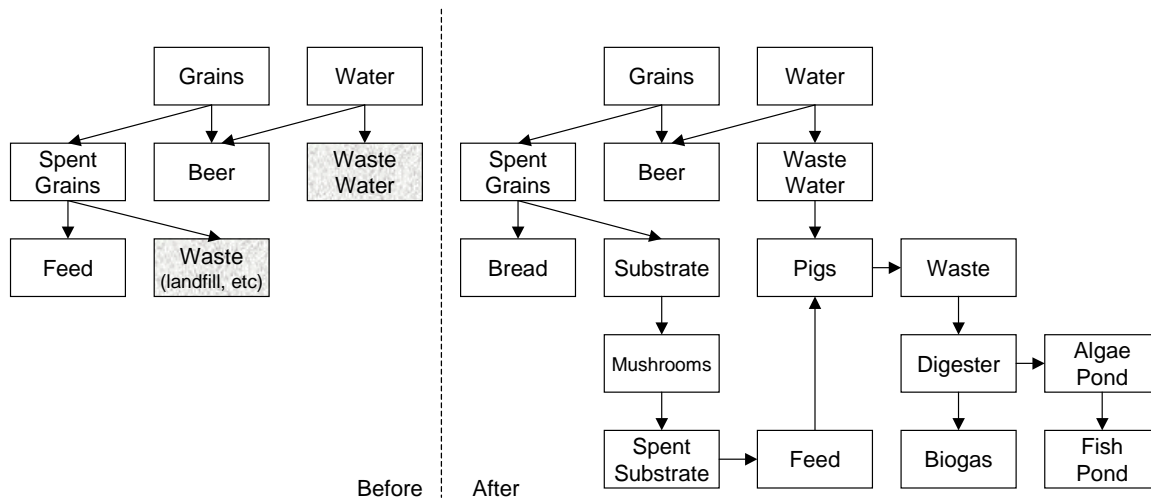 Grains
Water
Spent
Grains
Beer
Waste
Water
Feed
Waste
(landfill, etc)
Before
Grains
Water
Spent
Grains
Beer
Waste
Water
Bread
Substrate
Pigs
Waste
Mushrooms
Digester
Algae
Pond
Spent
Substrate
Feed
Biogas
Fish
Pond
After